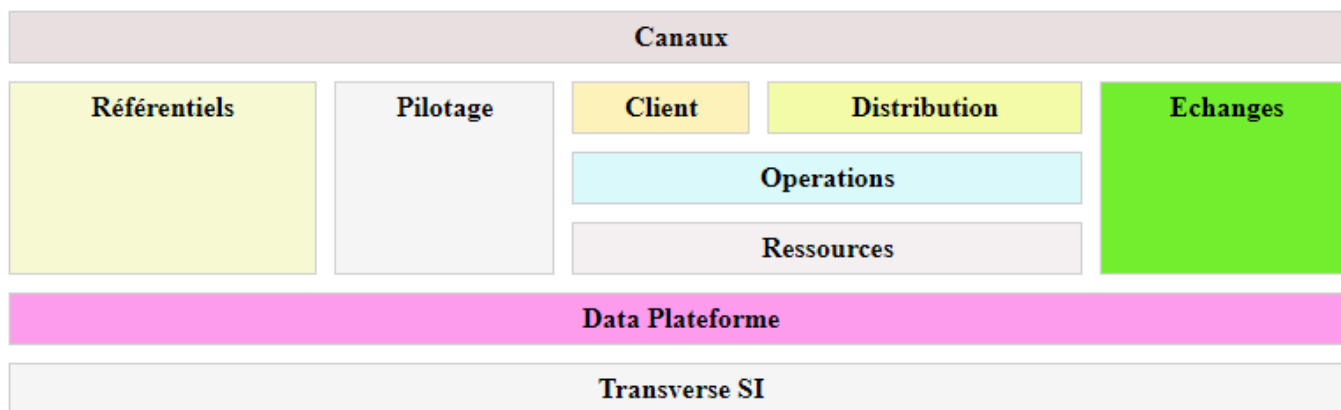 Canaux
Référentiels
Pilotage
Client
Distribution
Echanges
Operations
Ressources
Data Plateforme
Transverse SI